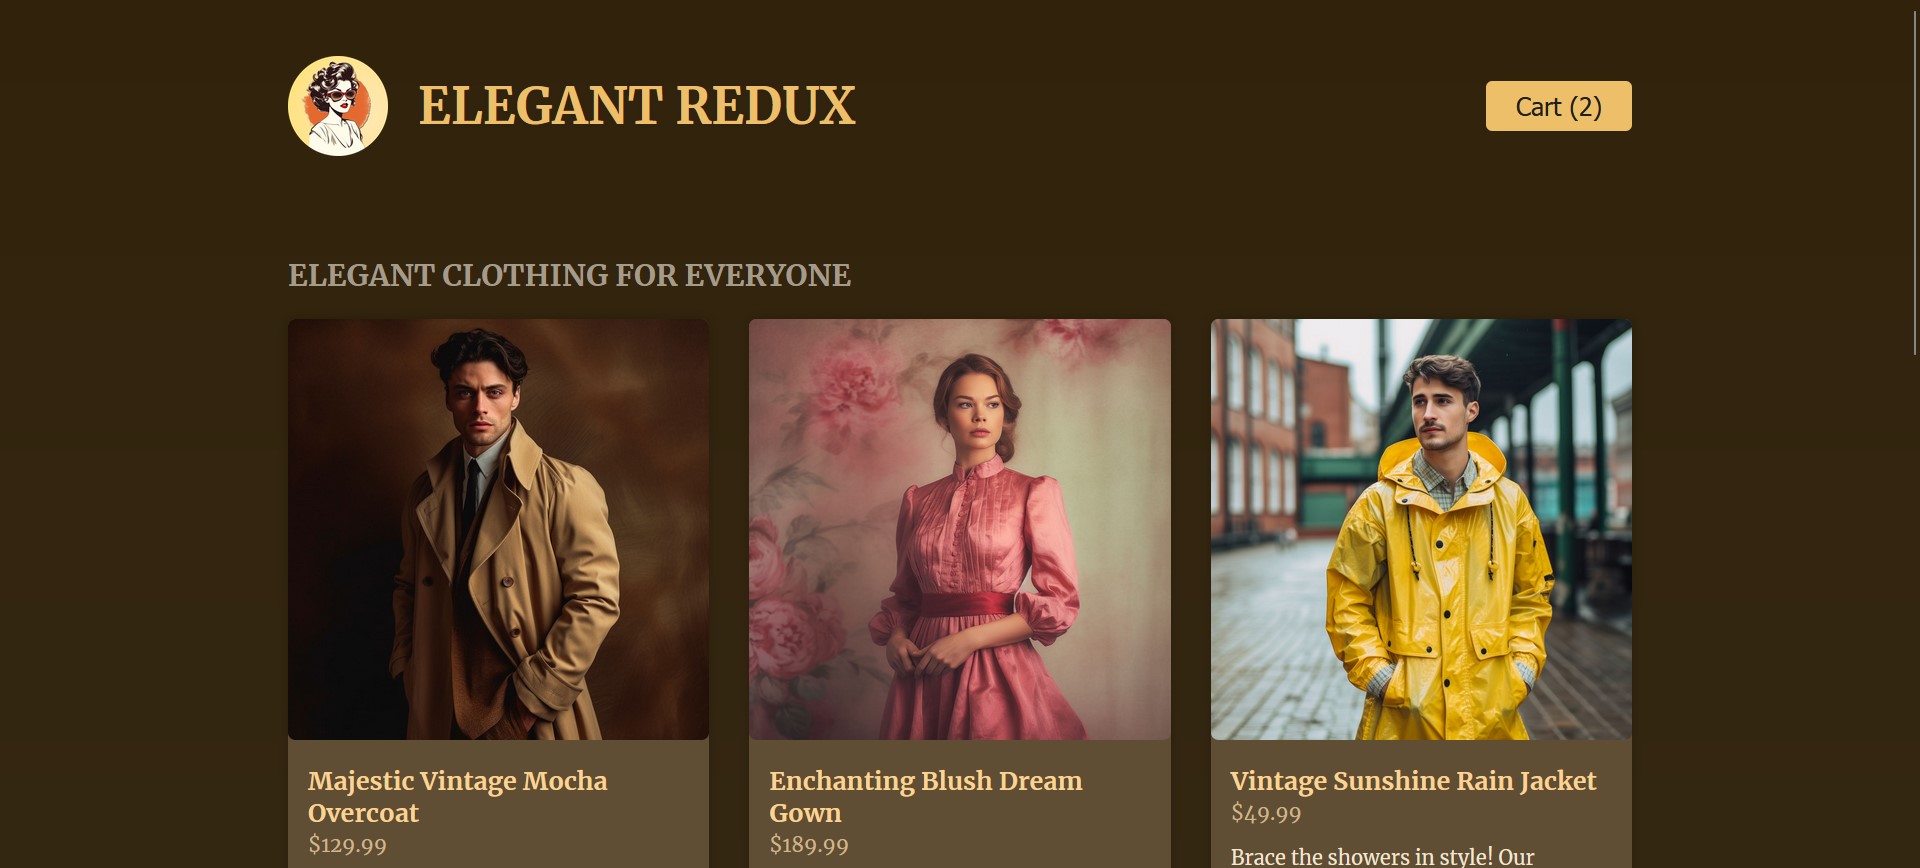 ELEGANT REDUX
Cart (2)
ELEGANT CLOTHING FOR EVERYONE
Majestic Vintage Mocha
Overcoat
$129.99
Enchanting Blush Dream
Gown
$189.99
Vintage Sunshine Rain Jacket
$49.99
Brace the showers in style! Our